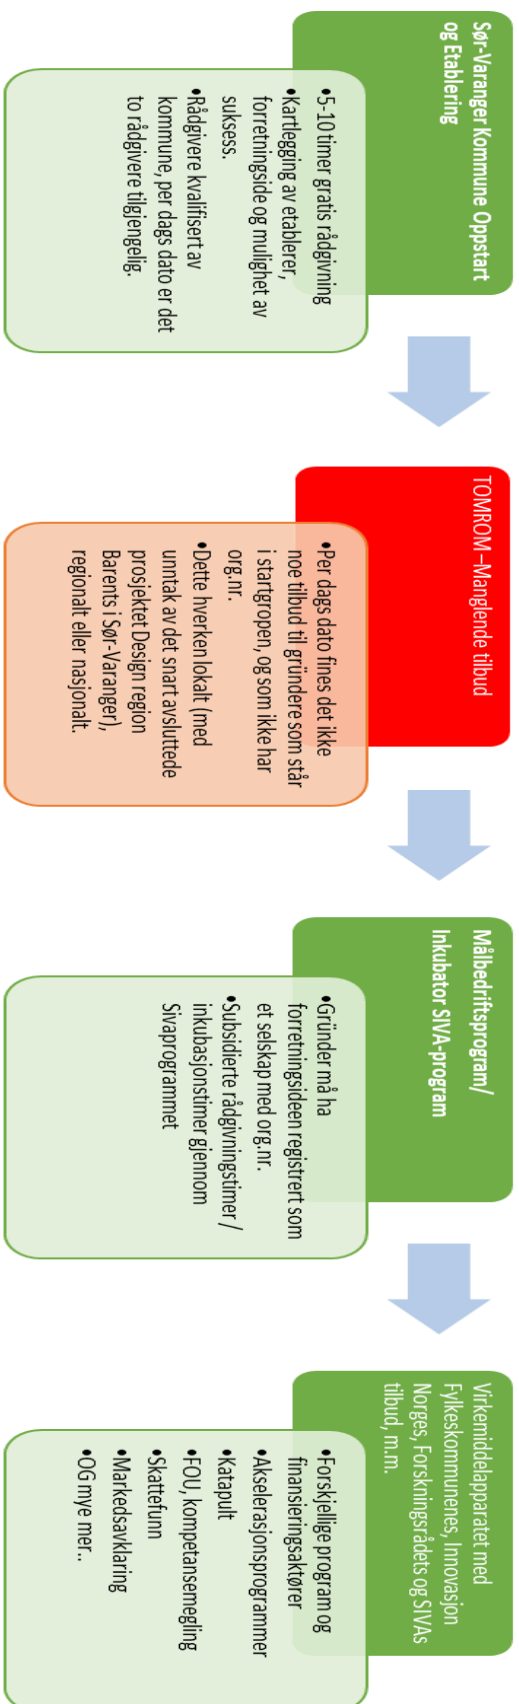 Sør-Varanger Kommune Oppstart
og Etablering
•5-10 timer gratis rådgivning
•Kartlegging av etablerer,
forretningside og mulighet av
suksess.
•Rådgivere kvalifisert av
kommune, per dags dato er det
to rådgivere tilgjengelig.
TOMROM –Manglende tilbud
•Per dags dato fines det ikke
noe tilbud til gründere som står
i startgropen, og som ikke har
org.nr.
•Dette hverken lokalt (med
unntak av det snart avsluttede
prosjektet Design region
Barents i Sør-Varanger),
regionalt eller nasjonalt.
Målbedriftsprogram/
Inkubator SIVA-program
•Gründer må ha
forretningsideen registrert som
et selskap med org.nr.
•Subsidierte rådgivningstimer /
inkubasjonstimer gjennom
Sivaprogrammet
Virkemiddelapparatet med
Fylkeskommunenes, Innovasjon
Norges, Forskningsrådets og SIVAs
tilbud, m.m.
•Forskjellige program og
finansieringsaktører
•Akselerasjonsprogrammer
•Katapult
•FOU, kompetansemegling
•Skattefunn
•Markedsavklaring
•OG mye mer..